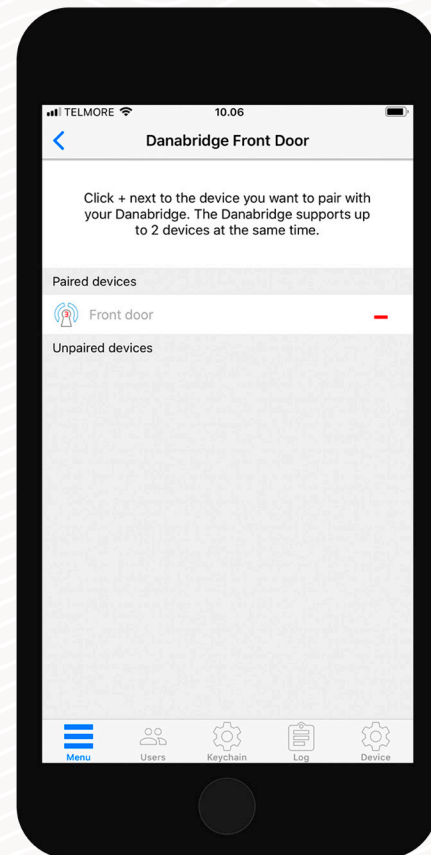 TELMORE 10.06
Danabridge Front Door
Click + next to the device you want to pair with
your Danabridge. The Danabridge supports up
to 2 devices at the same time.
Paired devices
3 Front door
Unpaired devices
Menu Users Keychain Log Device